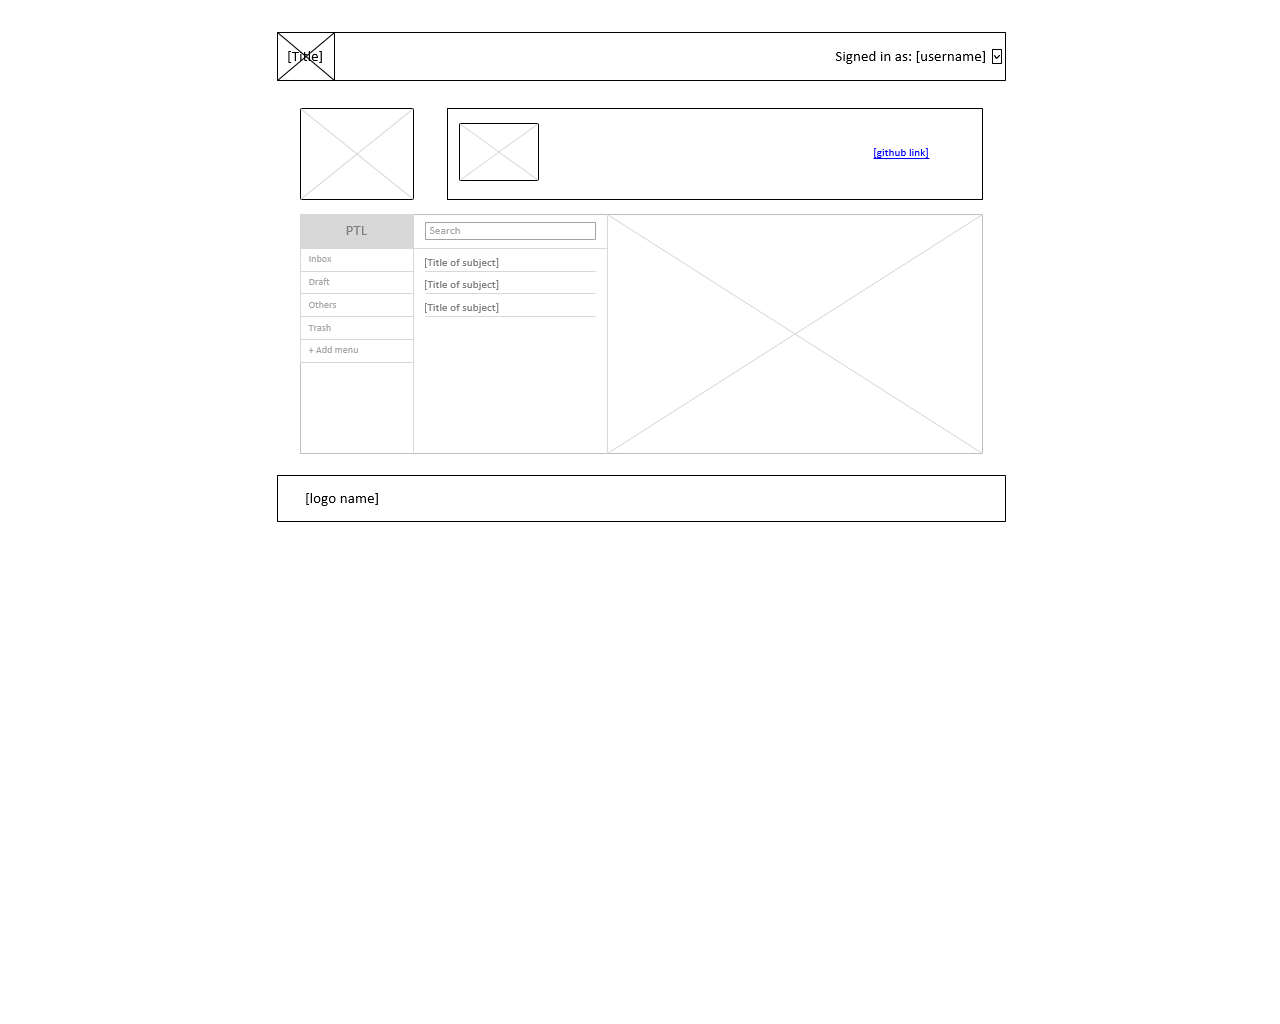 [Title]
Signed in as: [username]
[github link]
PTL
Search
Inbox
Draft
Others
Trash
+ Add menu
[Title of subject]
[Title of subject]
[Title of subject]
[logo name]